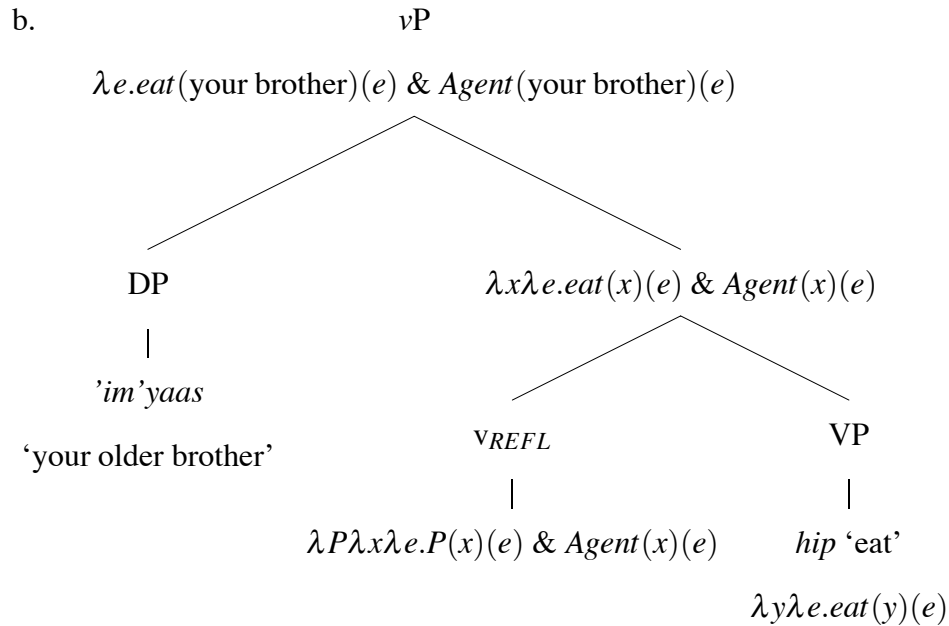 b. vP
λe.eat(your brother)(e) & Agent(your brother)(e)
DP λxλe.eat(x)(e) & Agent(x)(e)
’im’yaas
‘your older brother’ vREFL VP
λPλxλe.P(x)(e) & Agent(x)(e) hip ‘eat’
λyλe.eat(y)(e)